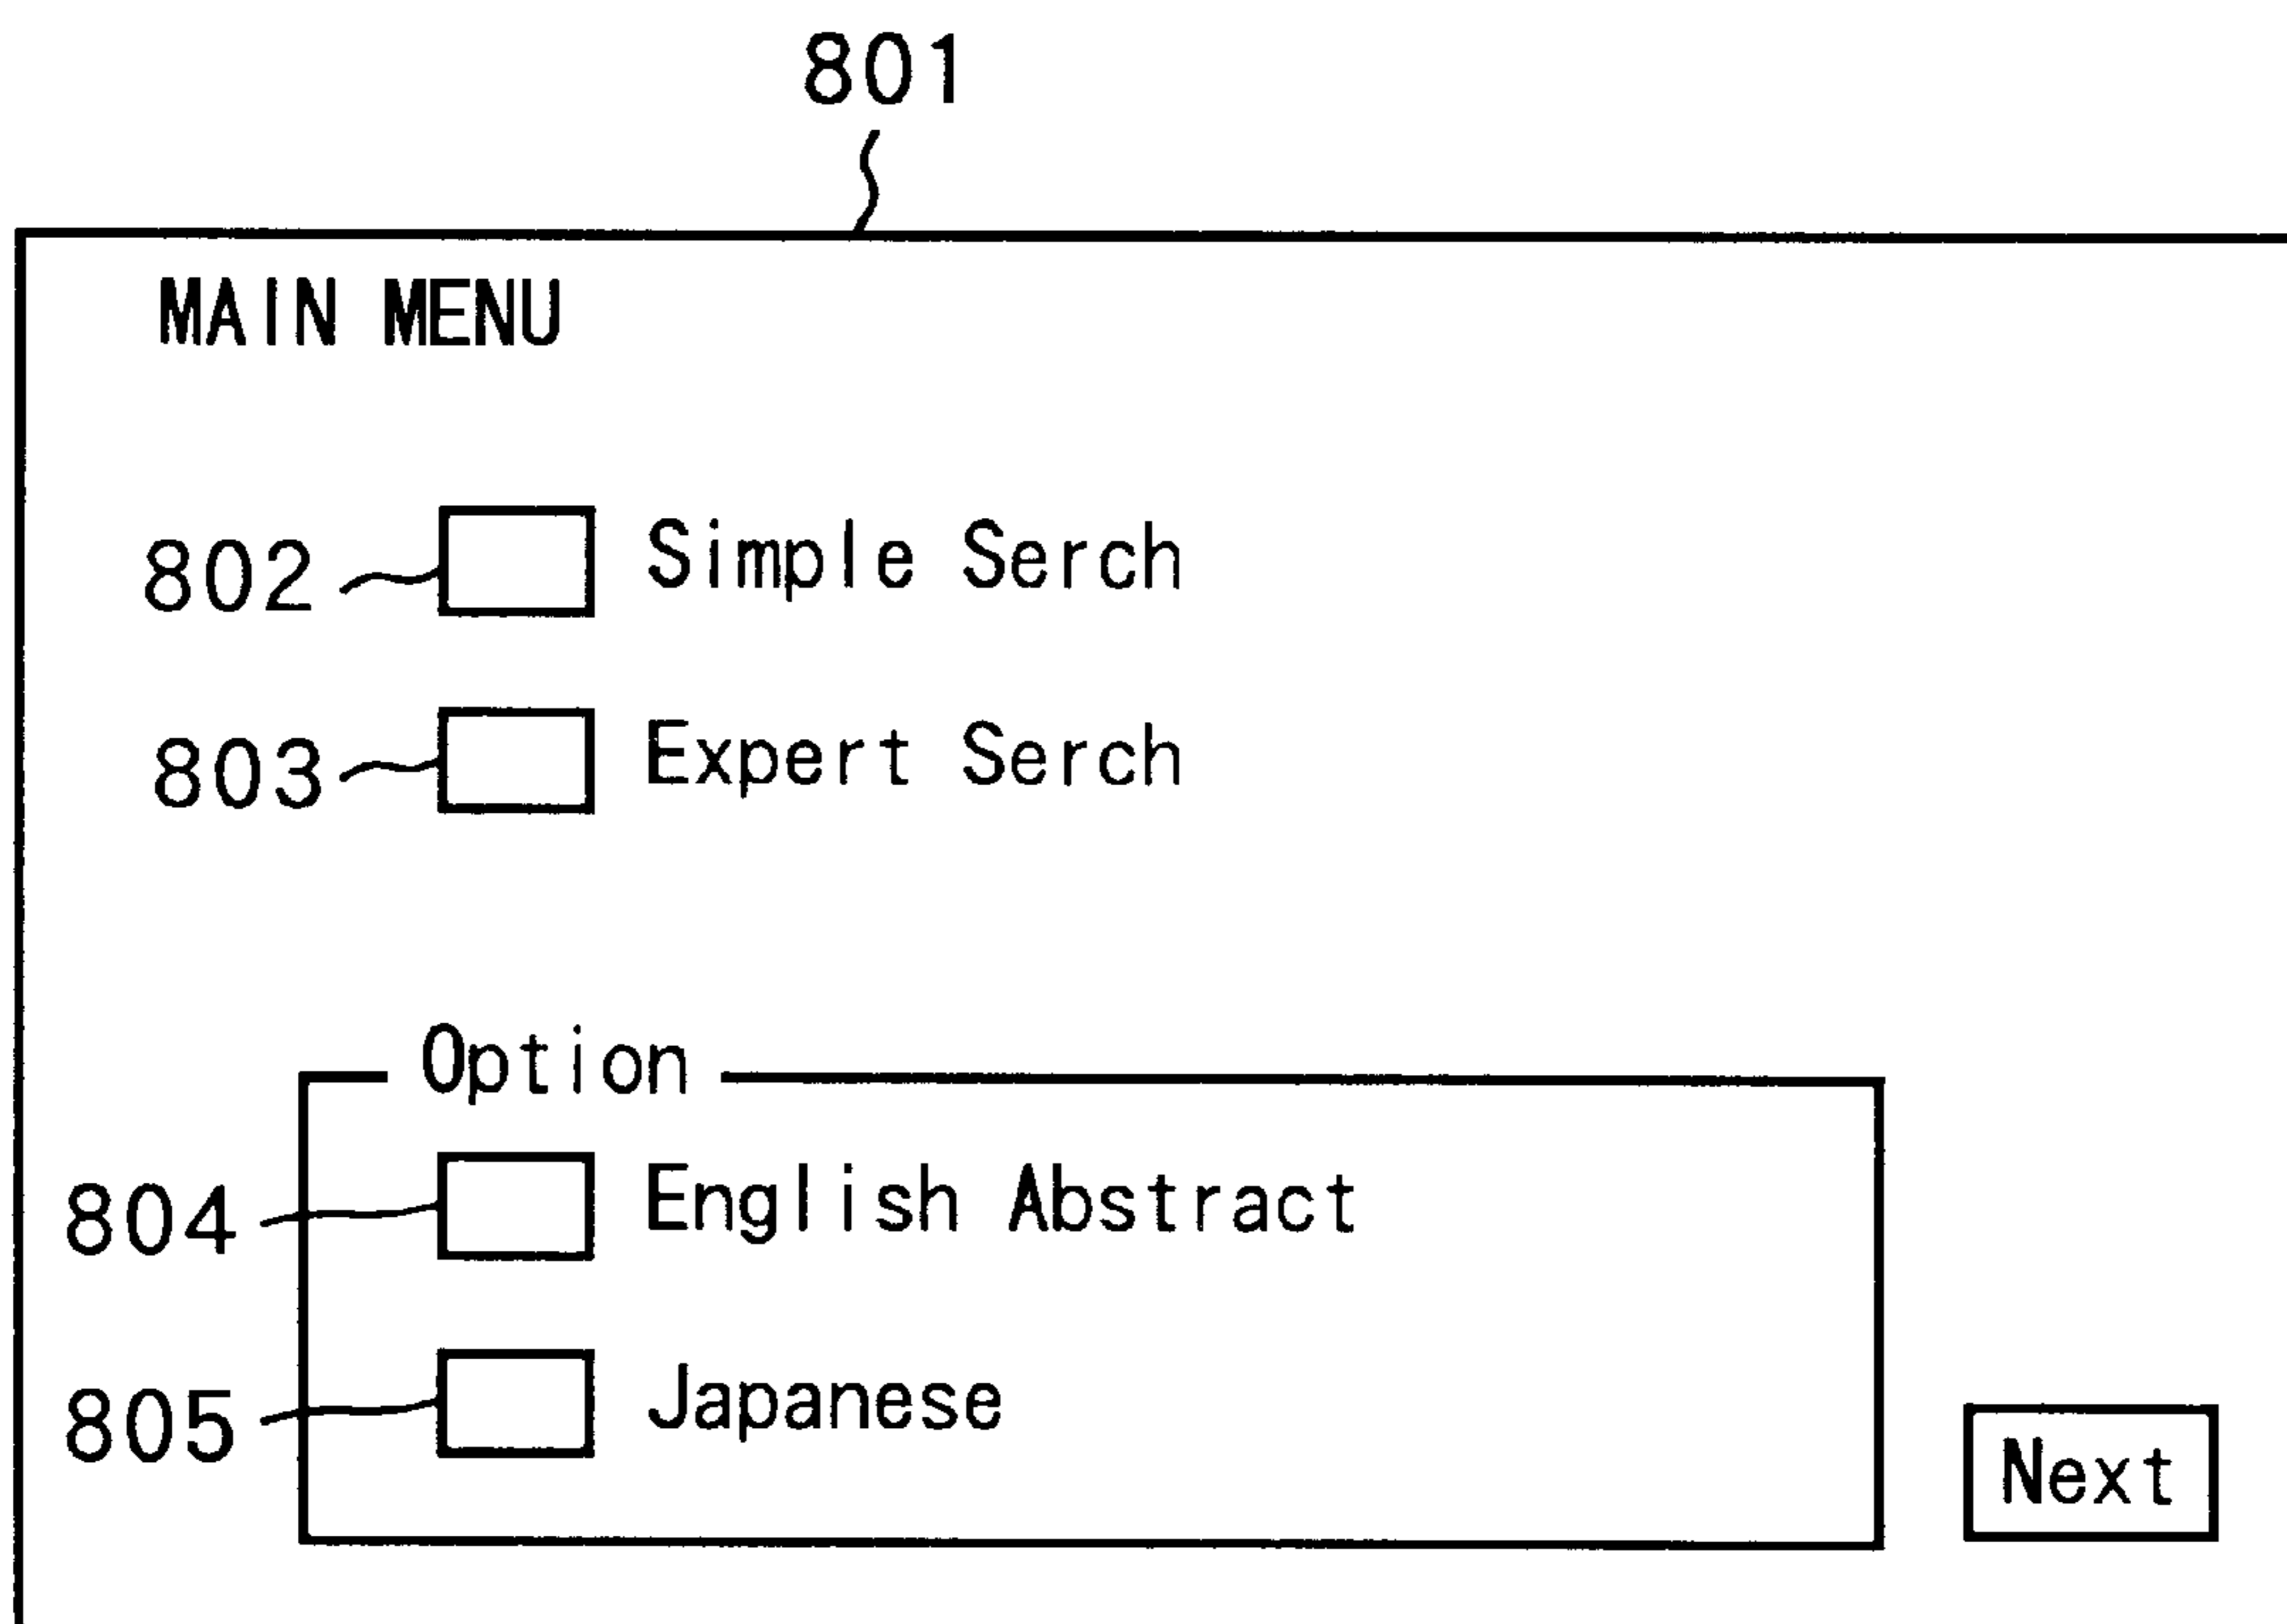 801
MAIN MENU
802 Simple Serch
803 Expert Serch
Option
804 English Abstract
805 Japanese
Next